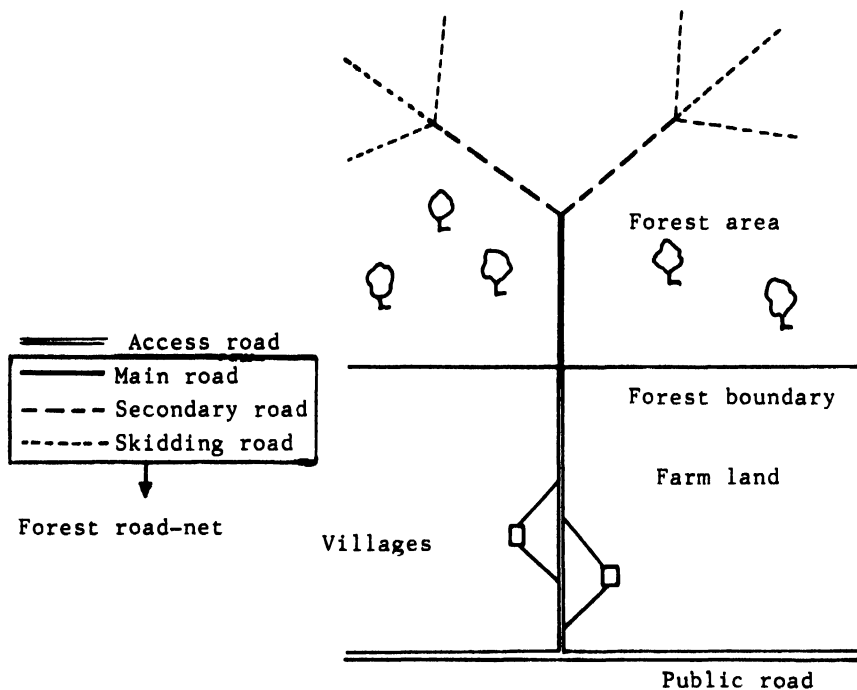 Forest area
Access road
Main road
Secondary road
Skidding road
Forest road-net
Forest boundary
Farm land
Villages
Public road